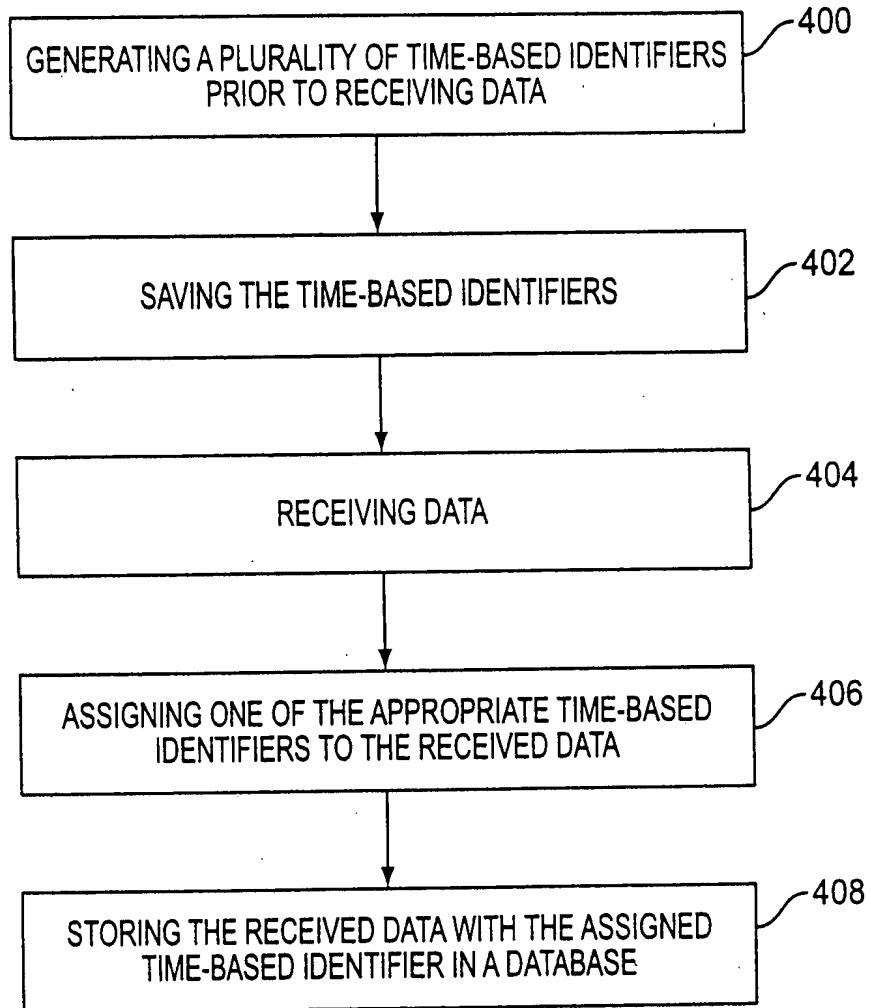 400
GENERATING A PLURALITY OF TIME-BASED IDENTIFIERS
PRIOR TO RECEIVING DATA
402
SAVING THE TIME-BASED IDENTIFIERS
404
RECEIVING DATA
406
ASSIGNING ONE OF THE APPROPRIATE TIME-BASED
IDENTIFIERS TO THE RECEIVED DATA
408
STORING THE RECEIVED DATA WITH THE ASSIGNED
TIME-BASED IDENTIFIER IN A DATABASE